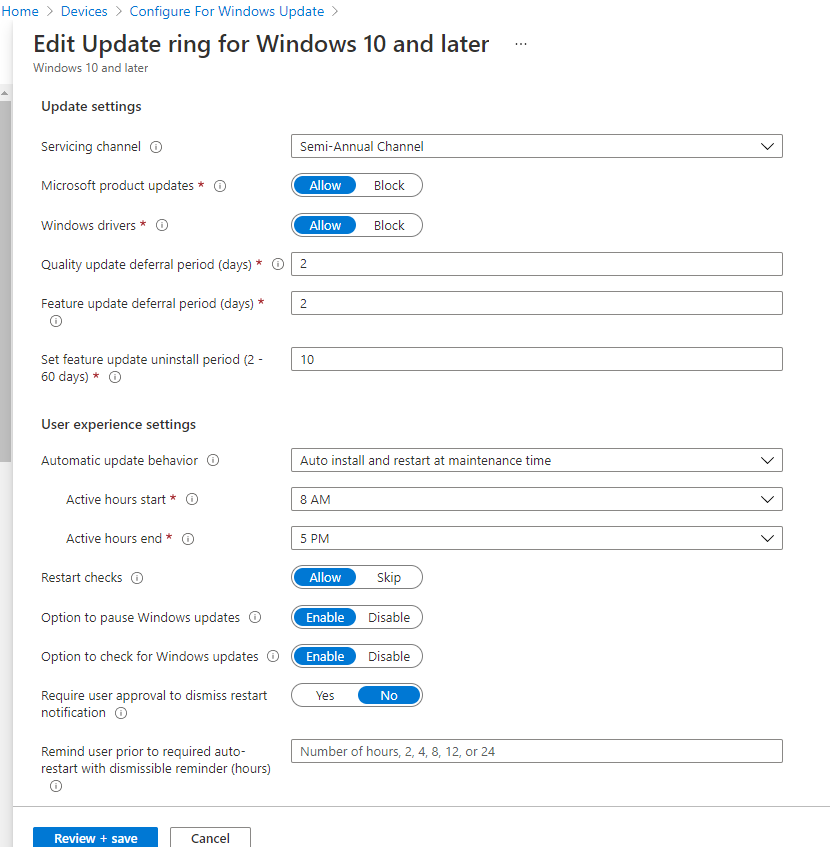 Home > Devices > Configure For Windows Update >
Edit Update ring for Windows 10 and later ...
Windows 10 and later
Update settings
Servicing channel Semi-Annual Channel
Microsoft product updates * Allow Block
Windows drivers * Allow Block
Quality update deferral period (days) * 2
Feature update deferral period (days) * 2
Set feature update uninstall period (2 - 10
60 days) *
User experience settings
Automatic update behavior Auto install and restart at maintenance time
Active hours start * 8 AM
Active hours end * 5 PM
Restart checks Allow Skip
Option to pause Windows updates Enable Disable
Option to check for Windows updates Enable Disable
Require user approval to dismiss restart Yes No
notification
Remind user prior to required auto- Number of hours, 2, 4, 8, 12, or 24
restart with dismissible reminder (hours)
Review + save Cancel